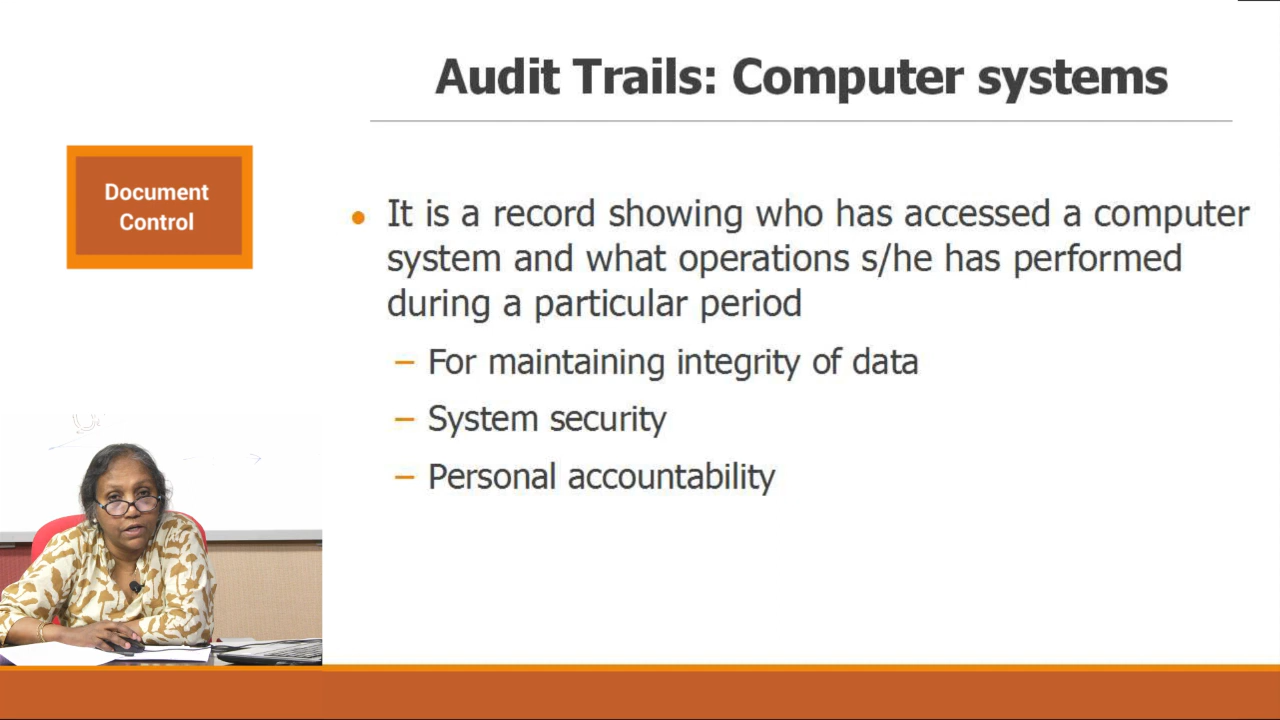 Audit Trails: Computer systems
Document
Control
• It is a record showing who has accessed a computer
system and what operations s/he has performed
during a particular period
– For maintaining integrity of data
– System security
– Personal accountability